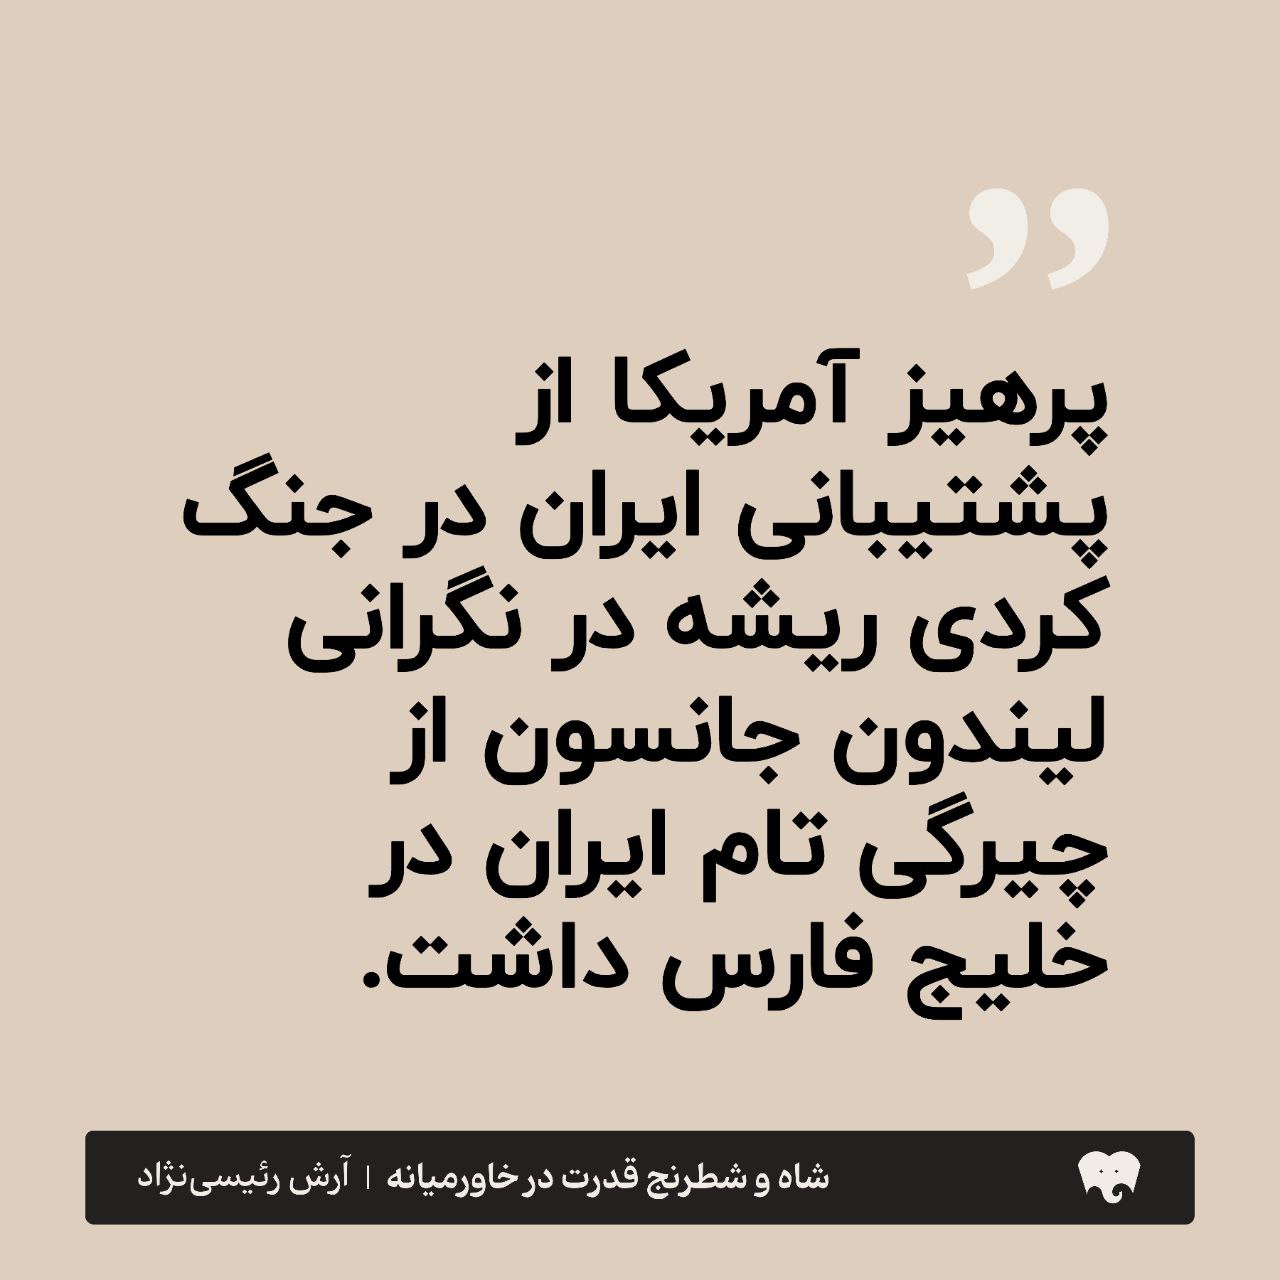 ”
پرهیز آمریکا از
پشتیبانی ایران در جنگ
کردی ریشه در نگرانی
لیندون جانسون از
چیرگی تام ایران در
خلیج فارس داشت.
شاه و شطرنج قدرت در خاورمیانه | آرش رئیسی‌نژاد